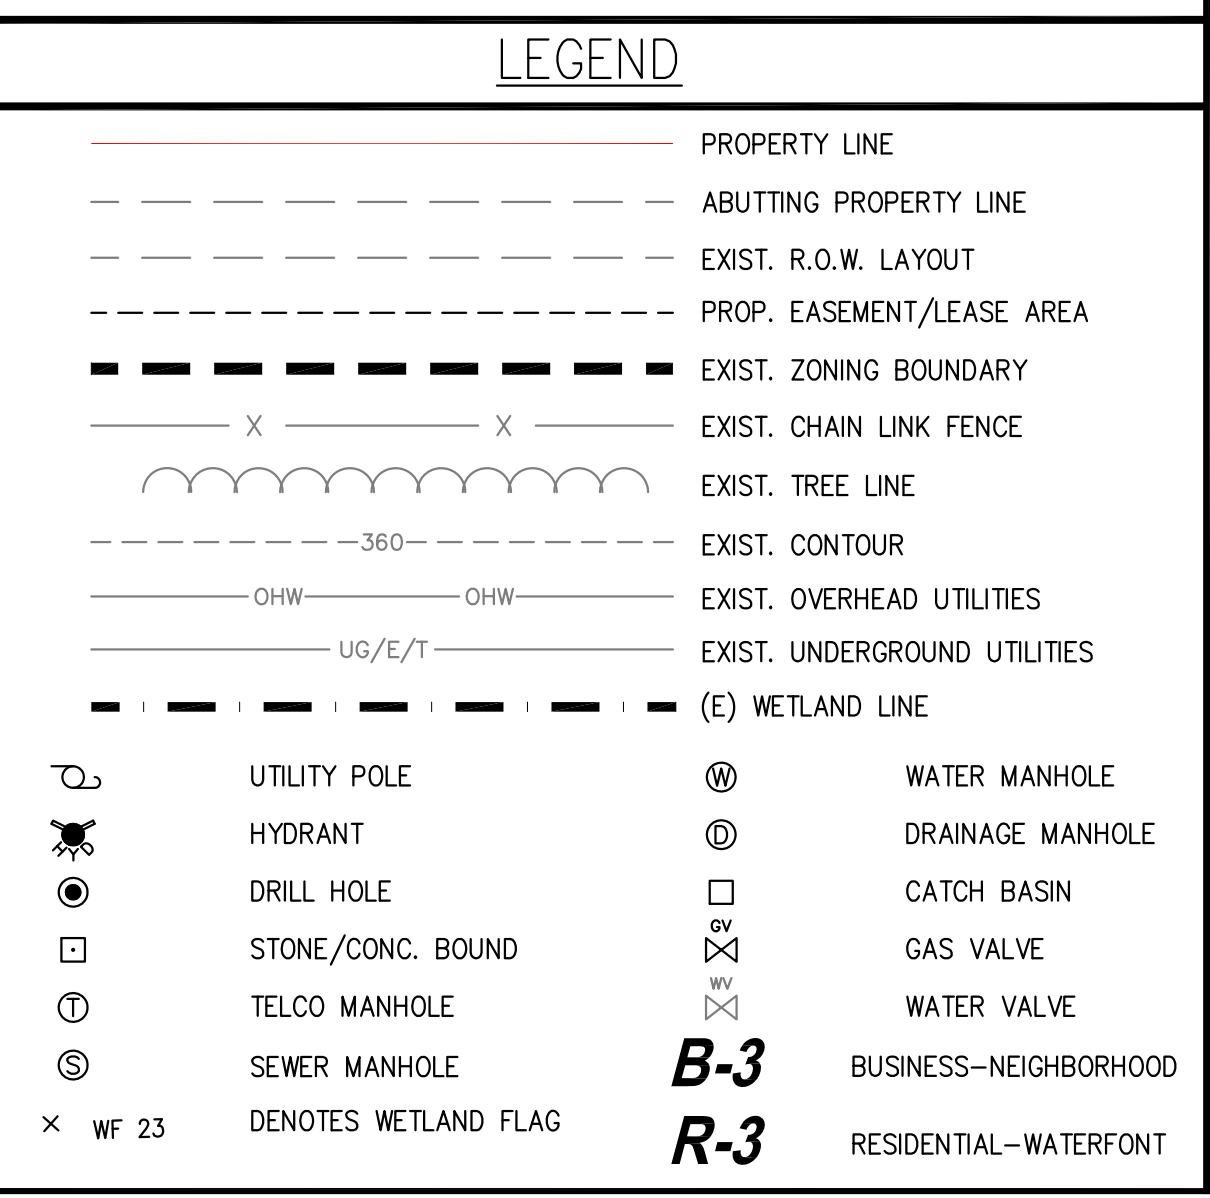 LEGEND
PROPERTY LINE
ABUTTING PROPERTY LINE
EXIST. R.O.W. LAYOUT
PROP. EASEMENT/LEASE AREA
EXIST. ZONING BOUNDARY
X X EXIST. CHAIN LINK FENCE
EXIST. TREE LINE
360 EXIST. CONTOUR
OHW OHW EXIST. OVERHEAD UTILITIES
UG/E/T EXIST. UNDERGROUND UTILITIES
(E) WETLAND LINE
UTILITY POLE
HYD HYDRANT
DRILL HOLE
STONE/CONC. BOUND
T TELCO MANHOLE
S SEWER MANHOLE
× WF 23 DENOTES WETLAND FLAG
W WATER MANHOLE
D DRAINAGE MANHOLE
CATCH BASIN
GV GAS VALVE
WV WATER VALVE
B-3 BUSINESS-NEIGHBORHOOD
R-3 RESIDENTIAL-WATERFONT